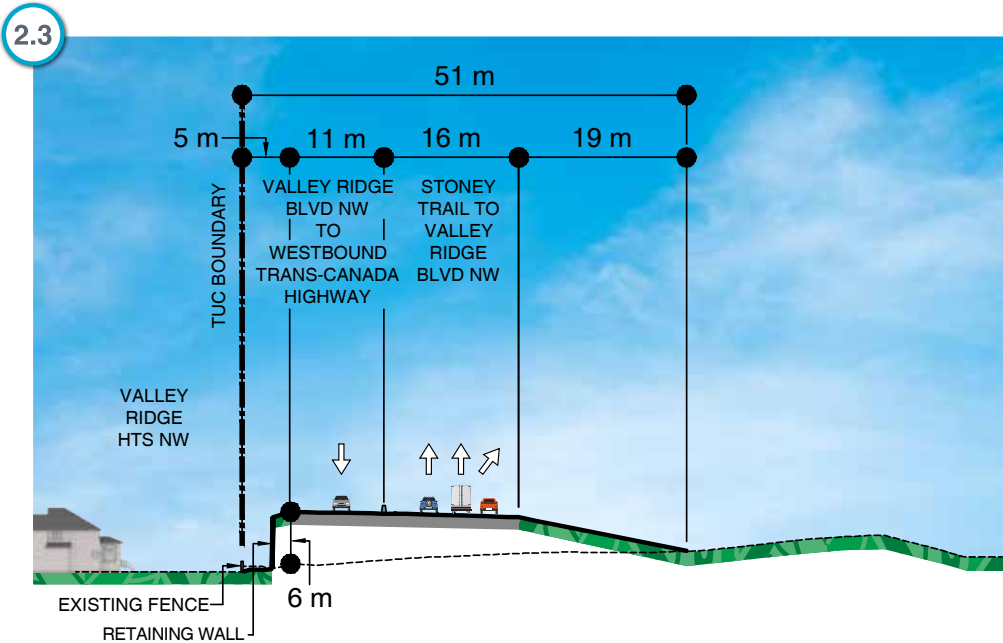 2.3
51 m
5 m
11 m
16 m
19 m
TUC BOUNDARY
VALLEY RIDGE
BLVD NW
TO
WESTBOUND
TRANS-CANADA
HIGHWAY
STONEY
TRAIL TO
VALLEY
RIDGE
BLVD NW
VALLEY
RIDGE
HTS NW
6 m
EXISTING FENCE
RETAINING WALL